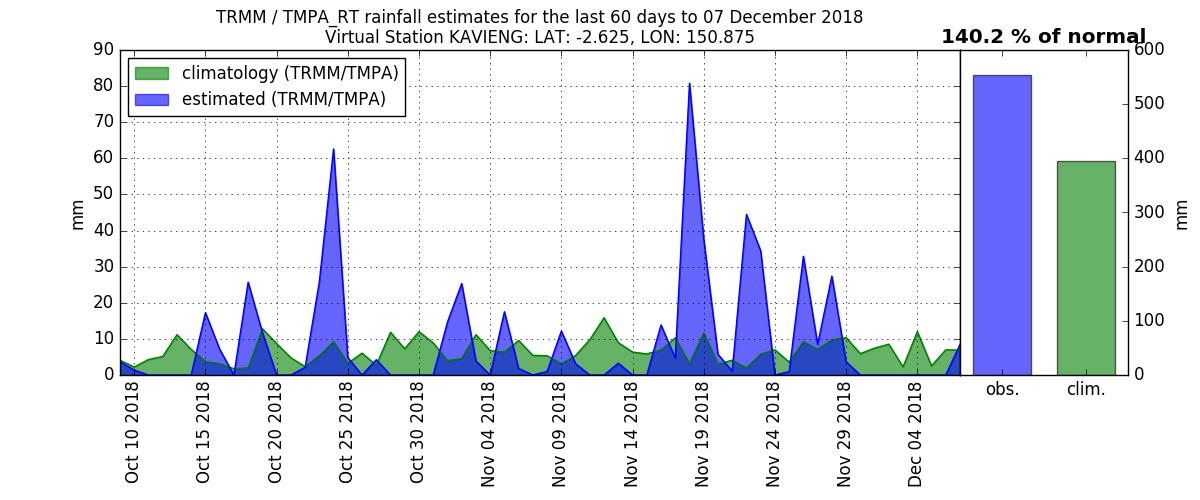 TRMM / TMPA_RT rainfall estimates for the last 60 days to 07 December 2018
Virtual Station KAVIENG: LAT: -2.625, LON: 150.875
140.2 % of normal
climatology (TRMM/TMPA)
estimated (TRMM/TMPA)
90
80
70
60
50
40
30
20
10
0
mm
Oct 10 2018
Oct 15 2018
Oct 20 2018
Oct 25 2018
Oct 30 2018
Nov 04 2018
Nov 09 2018
Nov 14 2018
Nov 19 2018
Nov 24 2018
Nov 29 2018
Dec 04 2018
obs.
clim.
600
500
400
300
200
100
0
mm